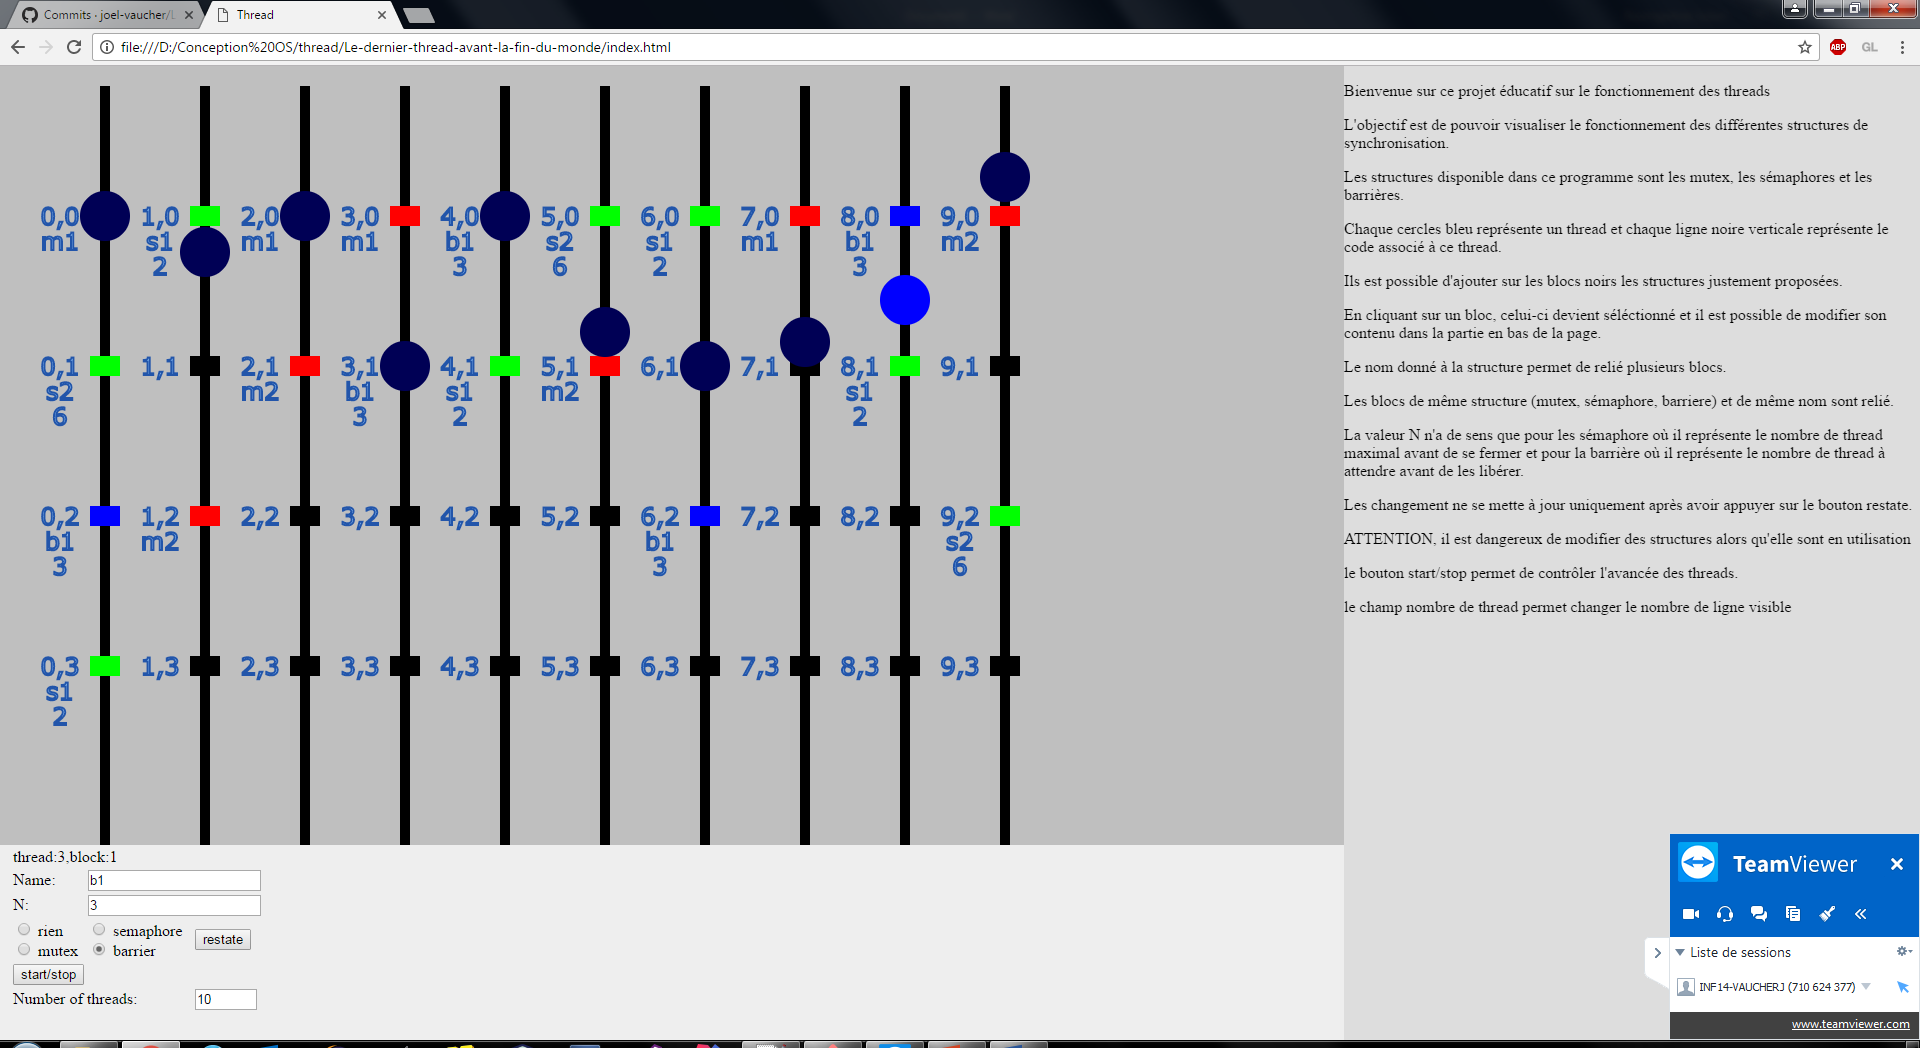 Commits · joel-vaucher/L
Thread
file:///D:/Conception%20OS/thread/Le-dernier-thread-avant-la-fin-du-monde/index.html
ABP
GL
0,0 1,0 2,0 3,0 4,0 5,0 6,0 7,0 8,0 9,0
m1 s1 m1 m1 b1 s2 s1 m1 b1 m2
2 3 6 2 3
0,1 1,1 2,1 3,1 4,1 5,1 6,1 7,1 8,1 9,1
s2 m2 b1 s1 m2 s1
6 3 2 2
0,2 1,2 2,2 3,2 4,2 5,2 6,2 7,2 8,2 9,2
b1 m2 b1 s2
3 3 6
0,3 1,3 2,3 3,3 4,3 5,3 6,3 7,3 8,3 9,3
s1
2
Bienvenue sur ce projet éducatif sur le fonctionnement des threads
L'objectif est de pouvoir visualiser le fonctionnement des différentes structures de
synchronisation.
Les structures disponible dans ce programme sont les mutex, les sémaphores et les
barrières.
Chaque cercles bleu représente un thread et chaque ligne noire verticale représente le
code associé à ce thread.
Ils est possible d'ajouter sur les blocs noirs les structures justement proposées.
En cliquant sur un bloc, celui-ci devient séléctionné et il est possible de modifier son
contenu dans la partie en bas de la page.
Le nom donné à la structure permet de relié plusieurs blocs.
Les blocs de même structure (mutex, sémaphore, barriere) et de même nom sont relié.
La valeur N n'a de sens que pour les sémaphore où il représente le nombre de thread
maximal avant de se fermer et pour la barrière où il représente le nombre de thread à
attendre avant de les libérer.
Les changement ne se mette à jour uniquement après avoir appuyer sur le bouton restate.
ATTENTION, il est dangereux de modifier des structures alors qu'elle sont en utilisation
le bouton start/stop permet de contrôler l'avancée des threads.
le champ nombre de thread permet changer le nombre de ligne visible
thread:3,block:1
Name: b1
N: 3
rien semaphore
mutex barrier
restate
start/stop
Number of threads: 10
TeamViewer
Liste de sessions
INF14-VAUCHERJ (710 624 377)
www.teamviewer.com